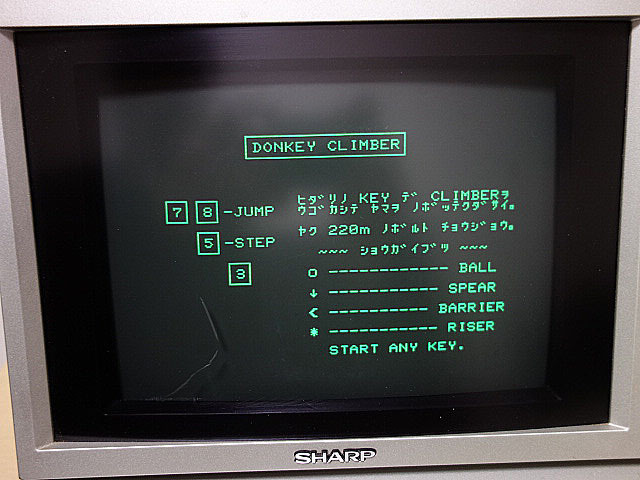 DONKEY CLIMBER
7 8 -JUMP
5 -STEP
3
ヒダリノ KEY デ CLIMBERヲ
ウゴカシテ ヤマヲ ノボッテクダサイ。
ヤク 220m ノボルト チョウジョウ。
~~~ ショウガイブツ ~~~
o ------------ BALL
↓ ----------- SPEAR
< ---------- BARRIER
* ----------- RISER
START ANY KEY.
SHARP